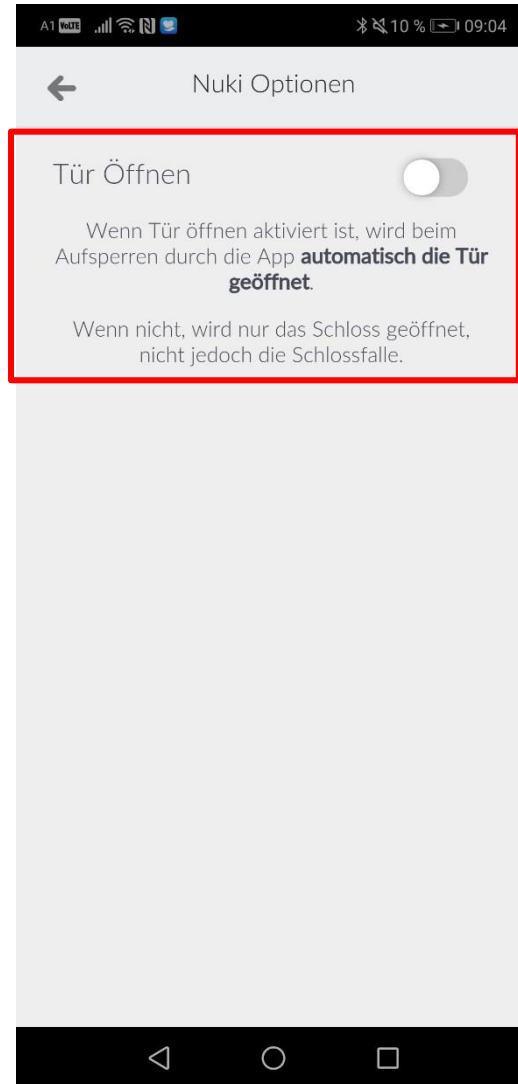 A1 VoLTE 10 % 09:04
Nuki Optionen
Tür Öffnen
Wenn Tür öffnen aktiviert ist, wird beim
Aufsperren durch die App automatisch die Tür
geöffnet.
Wenn nicht, wird nur das Schloss geöffnet,
nicht jedoch die Schlossfalle.